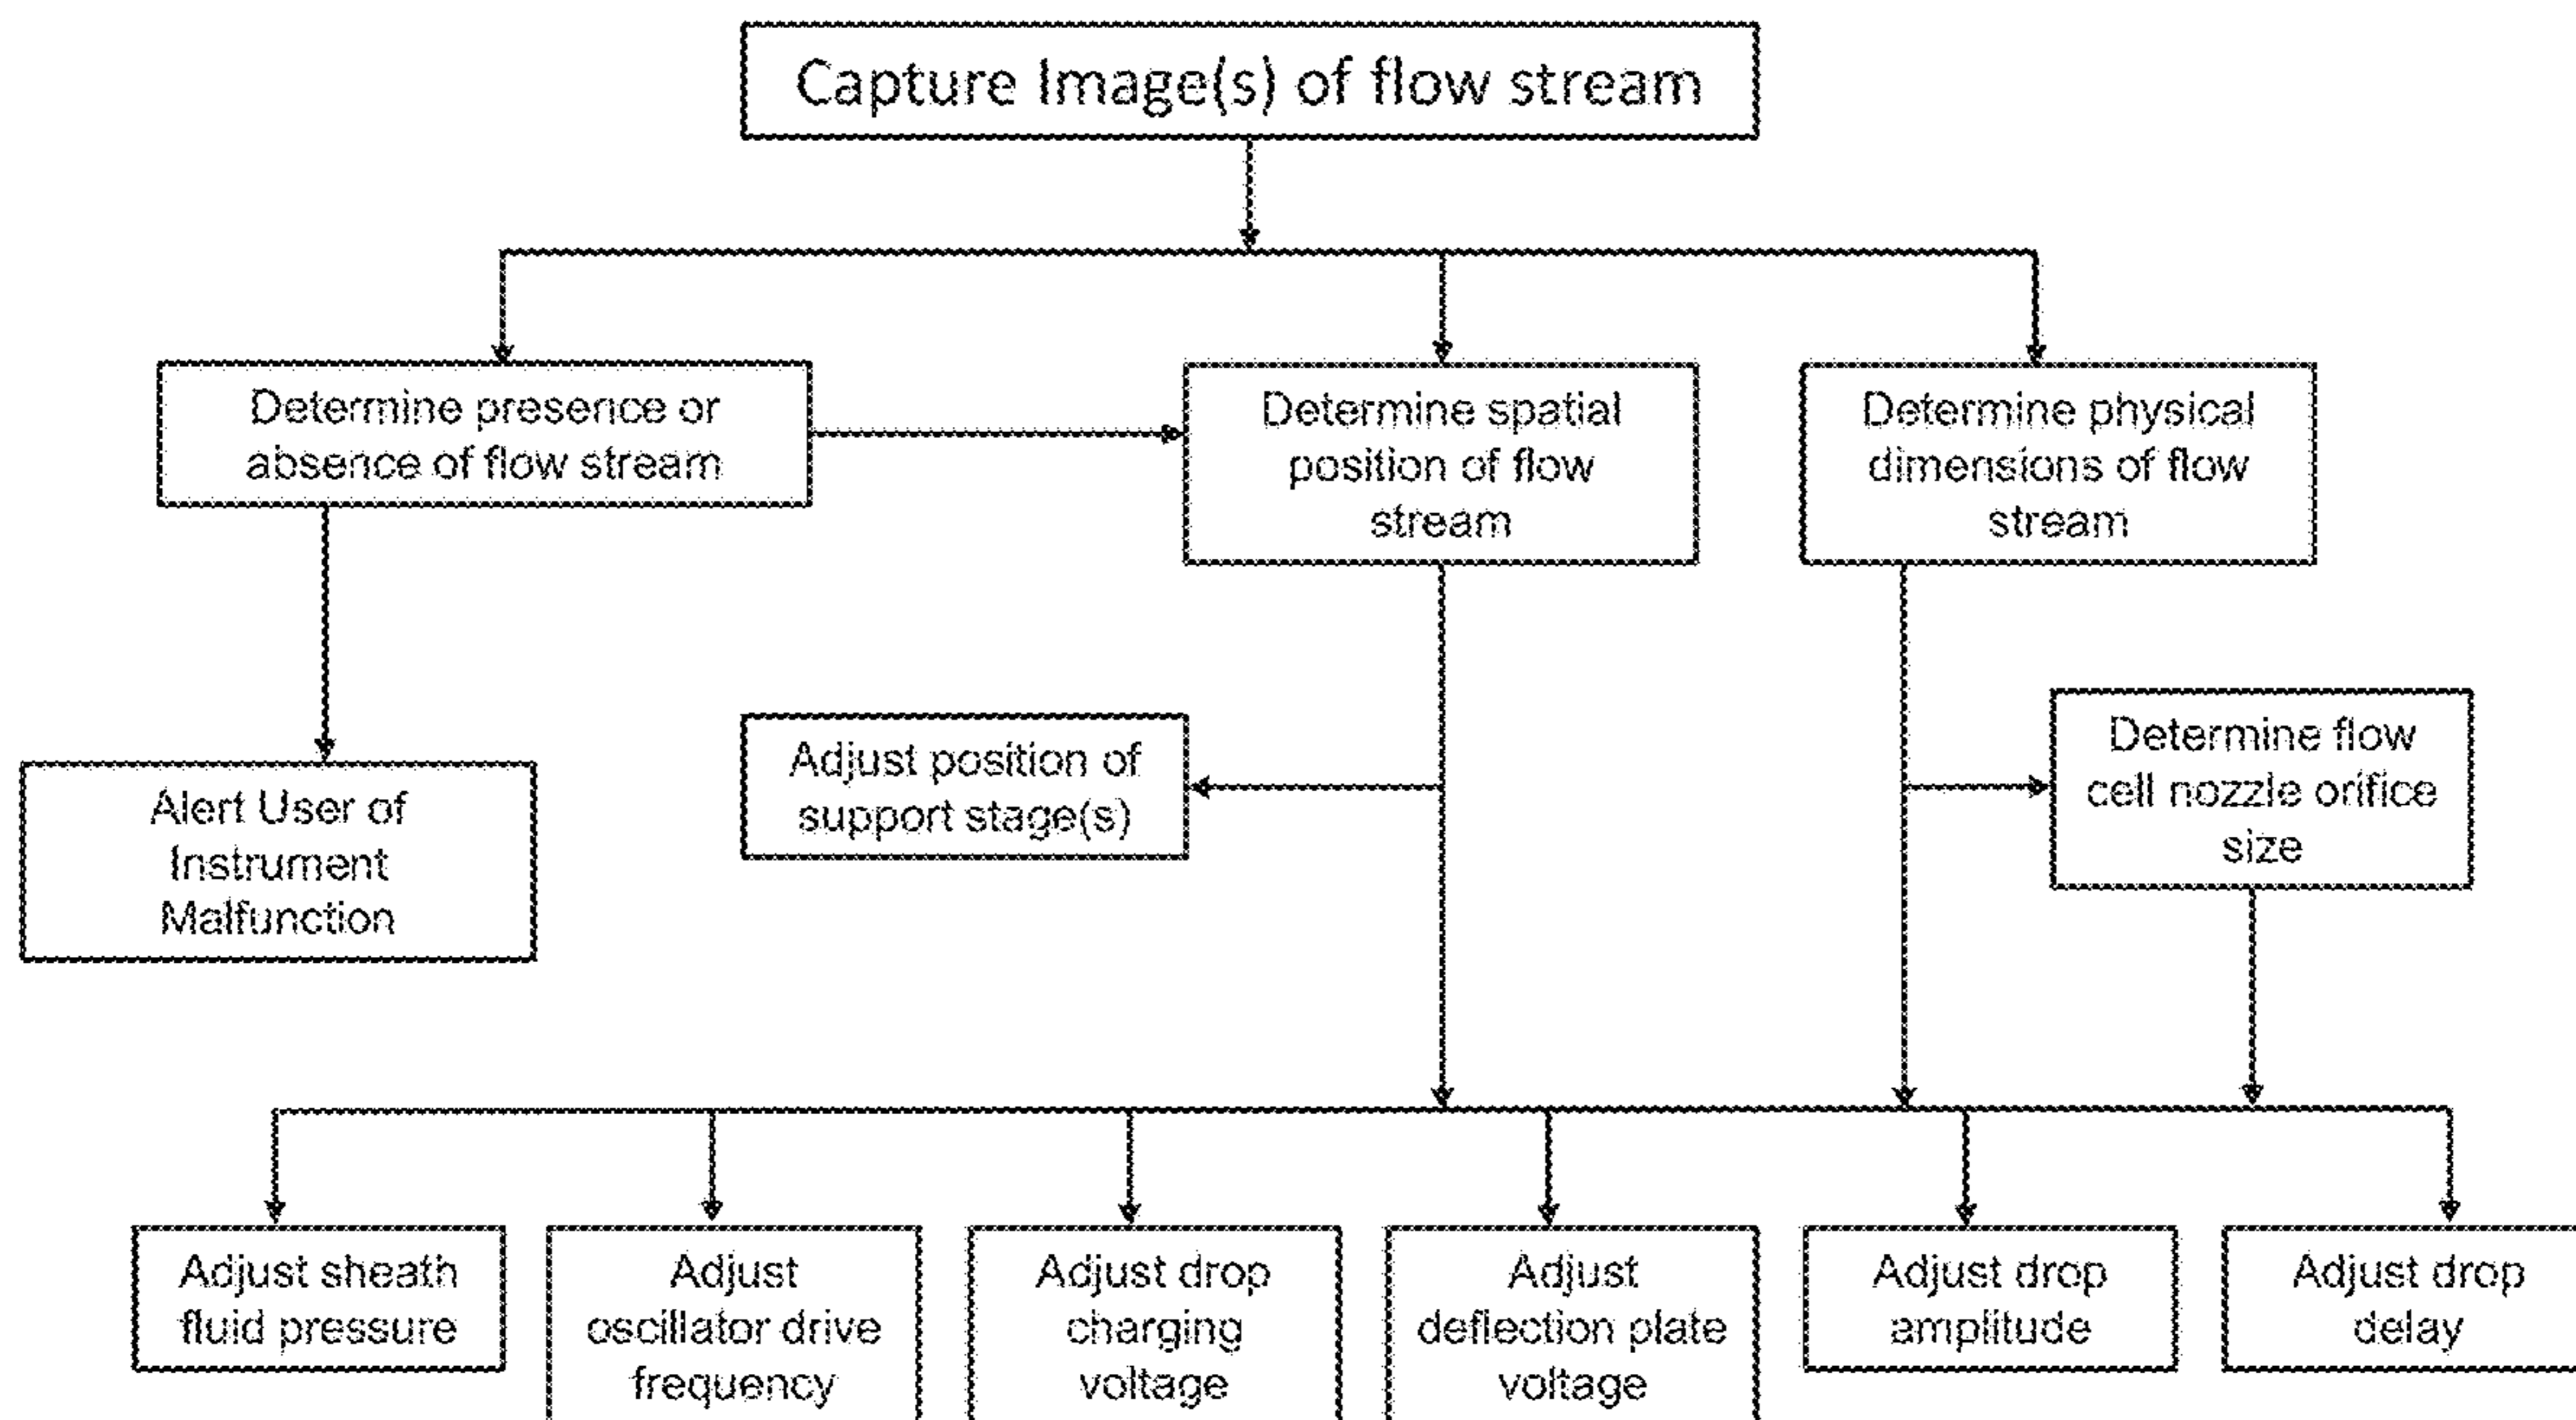 Capture Image(s) of flow stream
Determine presence or
absence of flow stream
Determine spatial
position of flow
stream
Determine physical
dimensions of flow
stream
Alert User of
Instrument
Malfunction
Adjust position of
support stage(s)
Determine flow
cell nozzle orifice
size
Adjust sheath
fluid pressure
Adjust
oscillator drive
frequency
Adjust drop
charging
voltage
Adjust
deflection plate
voltage
Adjust drop
amplitude
Adjust drop
delay